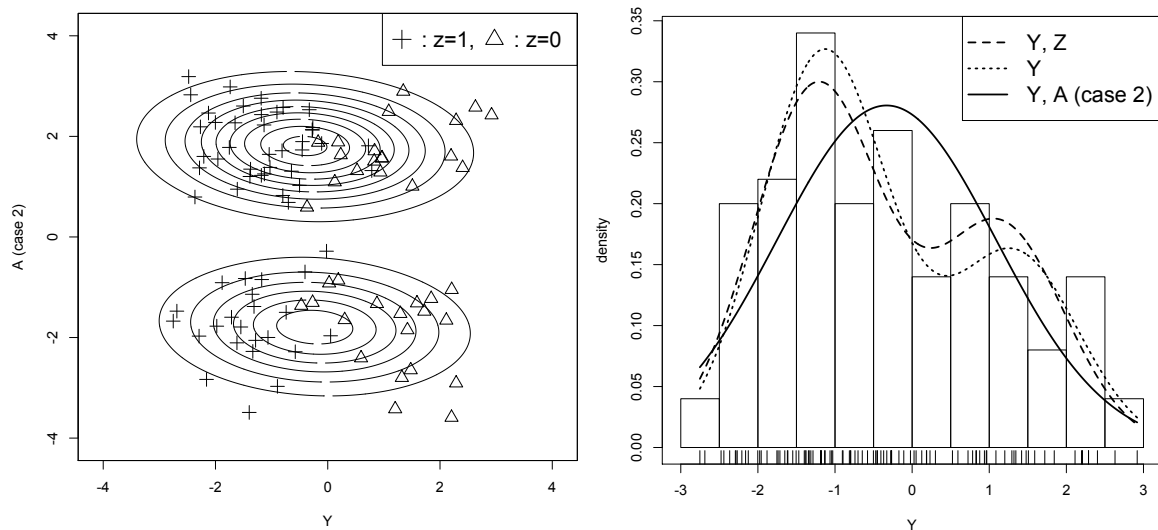 + : z=1, △ : z=0
4
2
0
-2
-4
A (case 2)
-4 -2 0 2 4
Y
Y, Z
Y
Y, A (case 2)
0.35
0.30
0.25
0.20
0.15
0.10
0.05
0.00
density
-3 -2 -1 0 1 2 3
Y